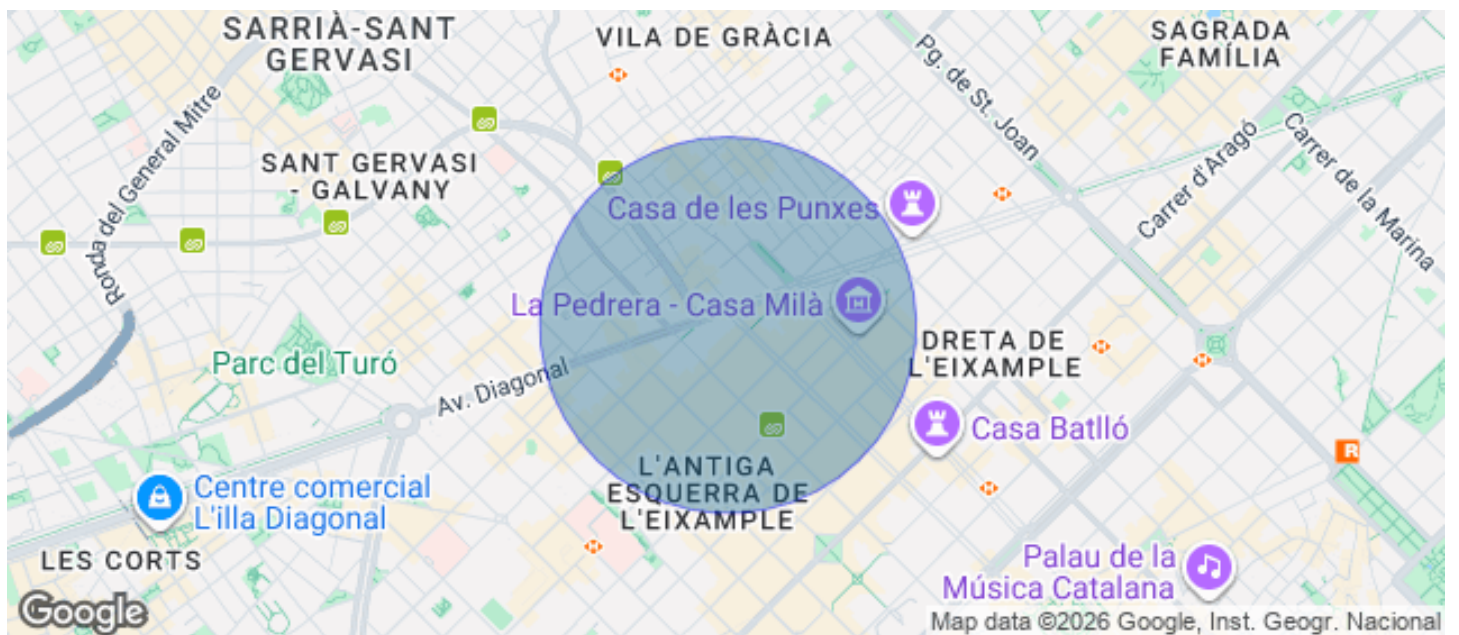 SARRIÀ-SANT
GERVASI
VILA DE GRÀCIA
SAGRADA
FAMÍLIA
Pg. de St. Joan
Ronda del General Mitre
SANT GERVASI
- GALVANY
Carrer d'Aragó
Carrer de la Marina
Casa de les Punxes
La Pedrera - Casa Milà
DRETA DE
L'EIXAMPLE
Parc del Turó
Av. Diagonal
Casa Batlló
L'ANTIGA
ESQUERRA DE
L'EIXAMPLE
Centre comercial
L'illa Diagonal
R
LES CORTS
Palau de la
Música Catalana
Google
Map data ©2026 Google, Inst. Geogr. Nacional